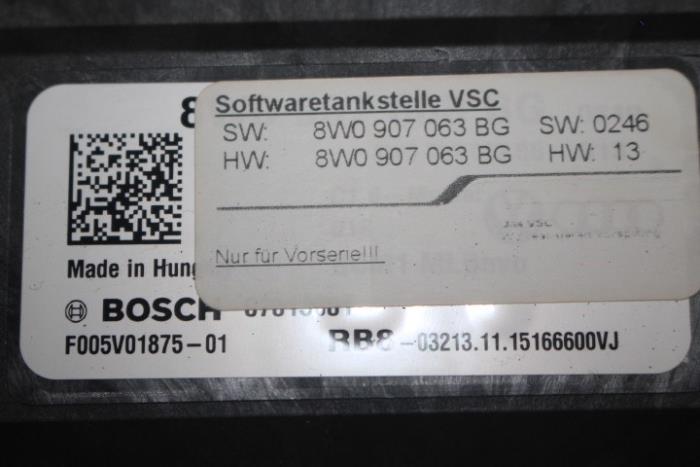 8
Softwaretankstelle VSC
SW: 8W0 907 063 BG SW: 0246
HW: 8W0 907 063 BG HW: 13
Nur für Vorserie!!!
Made in Hung
BOSCH
F005V01875-01 RB8-03213.11.15166600VJ